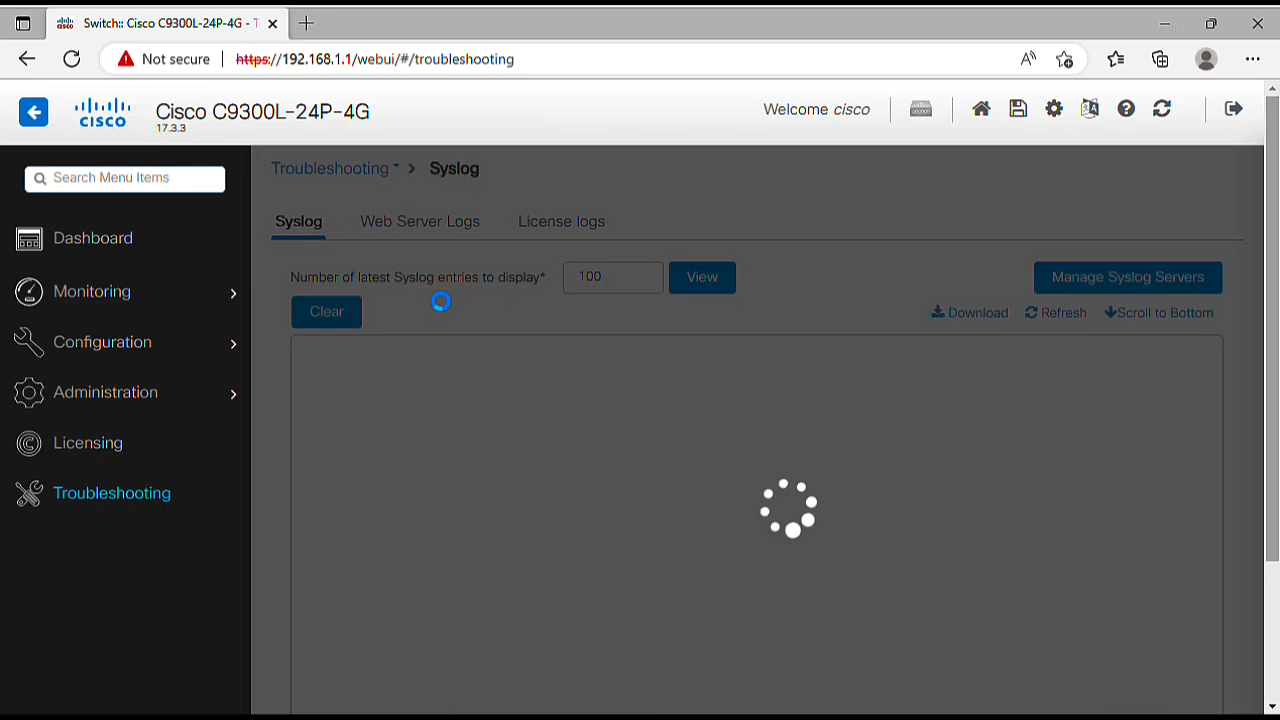 Switch:: Cisco C9300L-24P-4G - T
Not secure | https://192.168.1.1/webui/#/troubleshooting
CISCO
Cisco C9300L-24P-4G
17.3.3
Welcome cisco
Search Menu Items
Dashboard
Monitoring
Configuration
Administration
Licensing
Troubleshooting
Troubleshooting > Syslog
Syslog Web Server Logs License logs
Number of latest Syslog entries to display* 100 View Manage Syslog Servers
Clear Download Refresh Scroll to Bottom